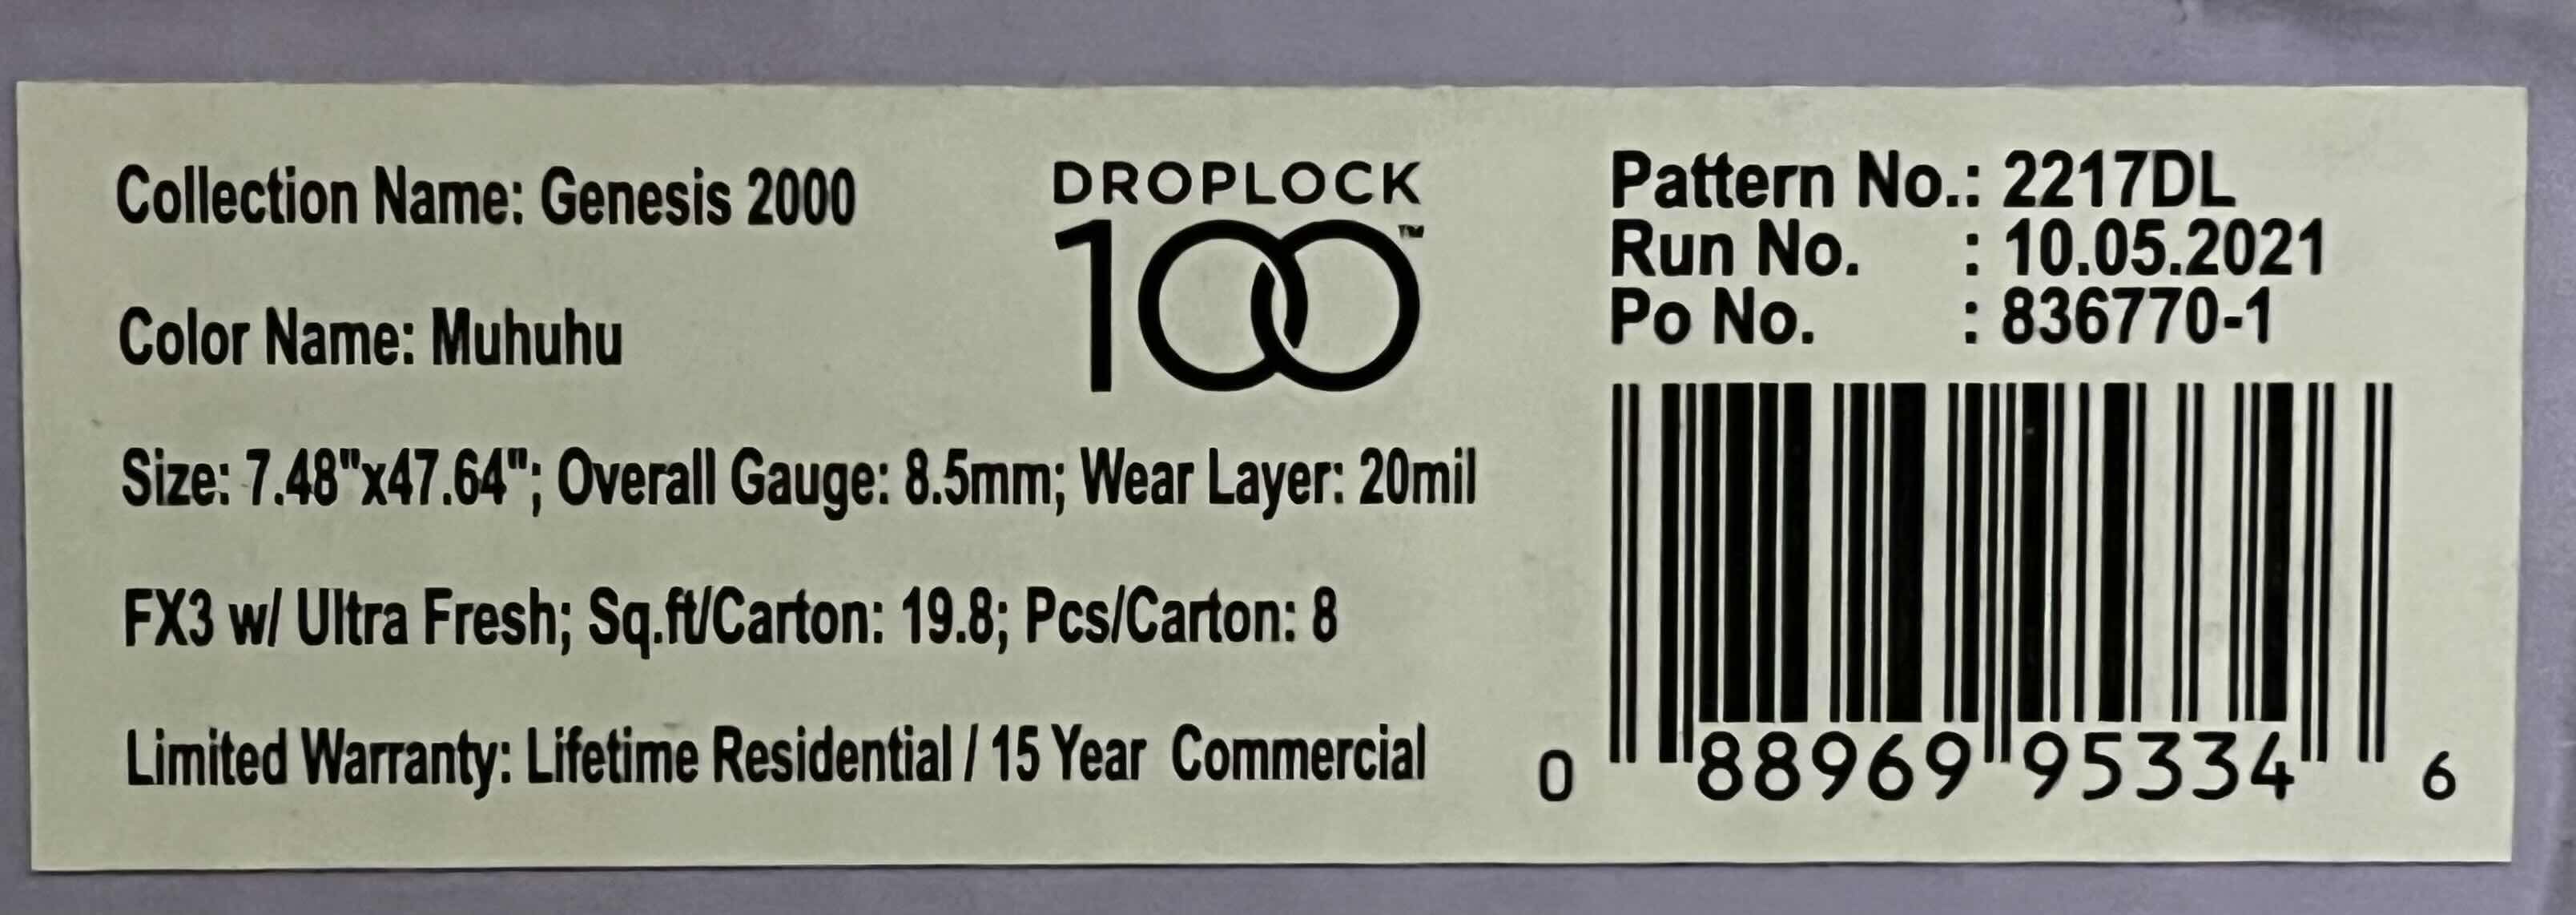 Collection Name: Genesis 2000
Color Name: Muhuhu
Size: 7.48"x47.64"; Overall Gauge: 8.5mm; Wear Layer: 20mil
FX3 w/ Ultra Fresh; Sq.ft/Carton: 19.8; Pcs/Carton: 8
Limited Warranty: Lifetime Residential / 15 Year Commercial
DROPLOCK
100™
Pattern No.: 2217DL
Run No. : 10.05.2021
Po No. : 836770-1
0 88969 95334 6